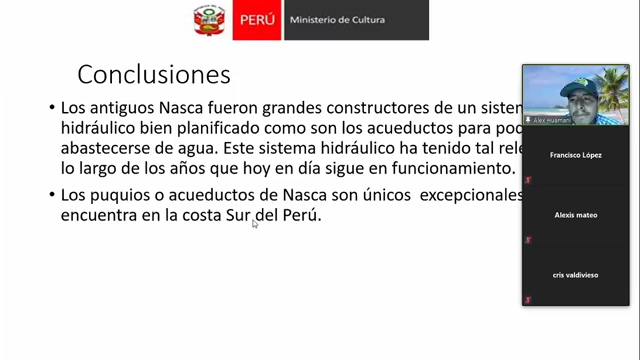 PERÚ
Ministerio de Cultura
Conclusiones
• Los antiguos Nasca fueron grandes constructores de un
hidráulico bien planificado como son los acueductos para
abastecerse de agua. Este sistema hidráulico ha tenido tal
lo largo de los años que hoy en día sigue en funcionamiento.
• Los puquios o acueductos de Nasca son únicos excepcionales
encuentra en la costa Sur del Perú.
Alex Huamani
Francisco López
Alexis mateo
cris valdivieso